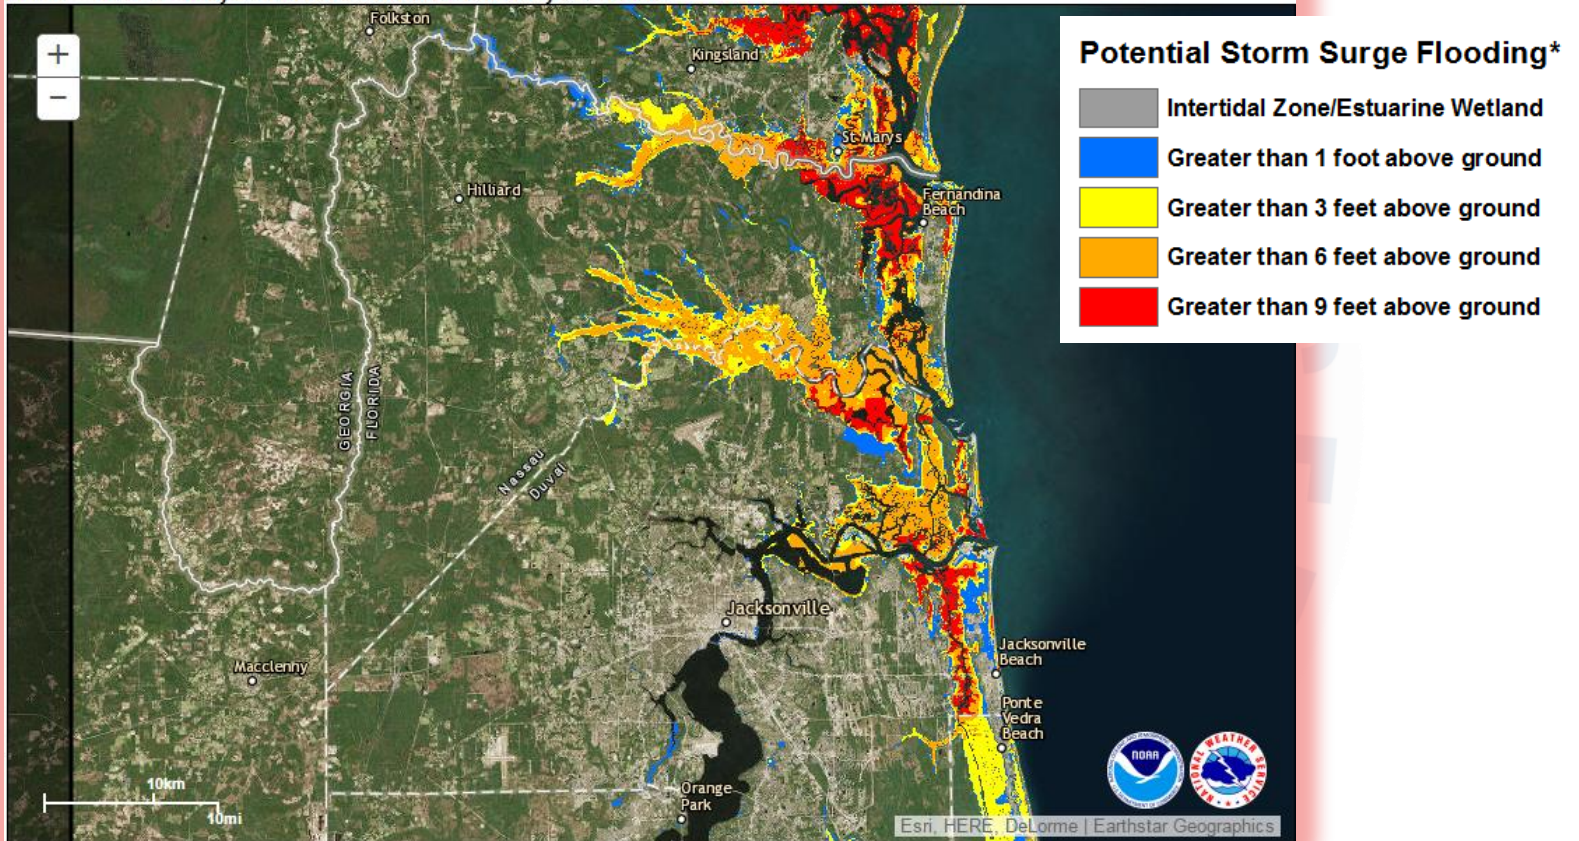 Folkston
Kingsland
St Marys
Fernandina
Beach
Hilliard
GEORGIA
FLORIDA
Nassau
Duval
Jacksonville
Jacksonville
Beach
Macclenny
Ponte
Vedra
Beach
Orange
Park
+
−
10km
10mi
Potential Storm Surge Flooding*
Intertidal Zone/Estuarine Wetland
Greater than 1 foot above ground
Greater than 3 feet above ground
Greater than 6 feet above ground
Greater than 9 feet above ground
NOAA
NATIONAL WEATHER SERVICE
Esri, HERE, DeLorme | Earthstar Geographics